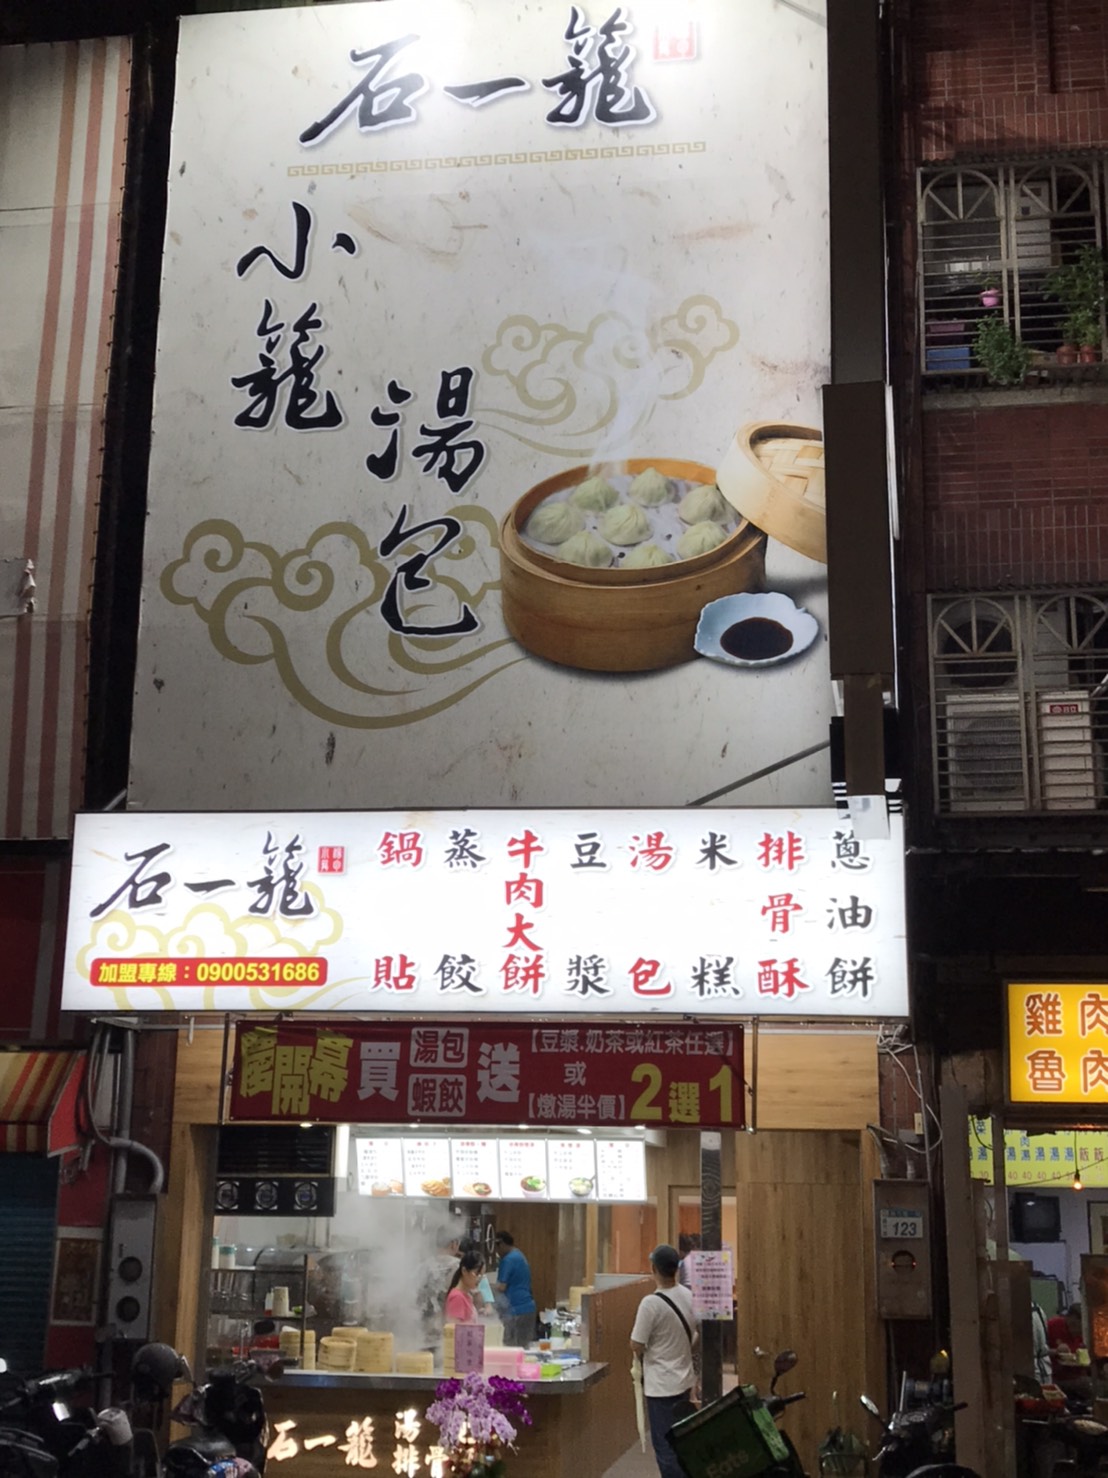 石一籠
小籠
湯包
石一籠
加盟專線：0900531686
鍋貼
蒸餃
牛肉大餅
豆漿
湯包
米糕
排骨酥
蔥油餅
慶開幕
買
湯包
蝦餃
送
【豆漿.奶茶或紅茶任選】
或
【燉湯半價】
2選1
雞肉
魯肉
123
石一籠
湯
排骨